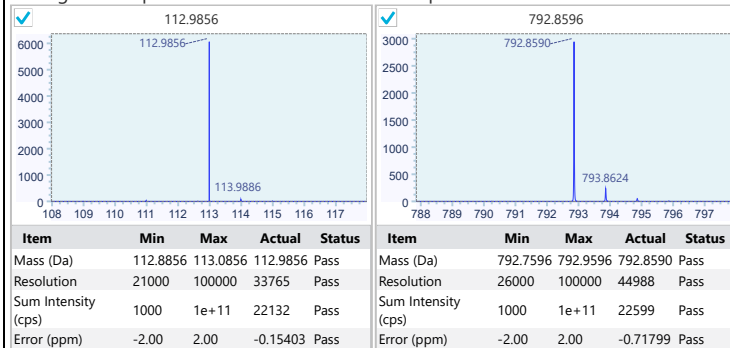 112.9856
6000
5000
4000
3000
2000
1000
0
112.9856
113.9886
108 109 110 111 112 113 114 115 116 117
Item Min Max Actual Status
Mass (Da) 112.8856 113.0856 112.9856 Pass
Resolution 21000 100000 33765 Pass
Sum Intensity
(cps) 1000 1e+11 22132 Pass
Error (ppm) -2.00 2.00 -0.15403 Pass
792.8596
3000
2500
2000
1500
1000
500
0
792.8590
793.8624
788 789 790 791 792 793 794 795 796 797
Item Min Max Actual Status
Mass (Da) 792.7596 792.9596 792.8590 Pass
Resolution 26000 100000 44988 Pass
Sum Intensity
(cps) 1000 1e+11 22599 Pass
Error (ppm) -2.00 2.00 -0.71799 Pass